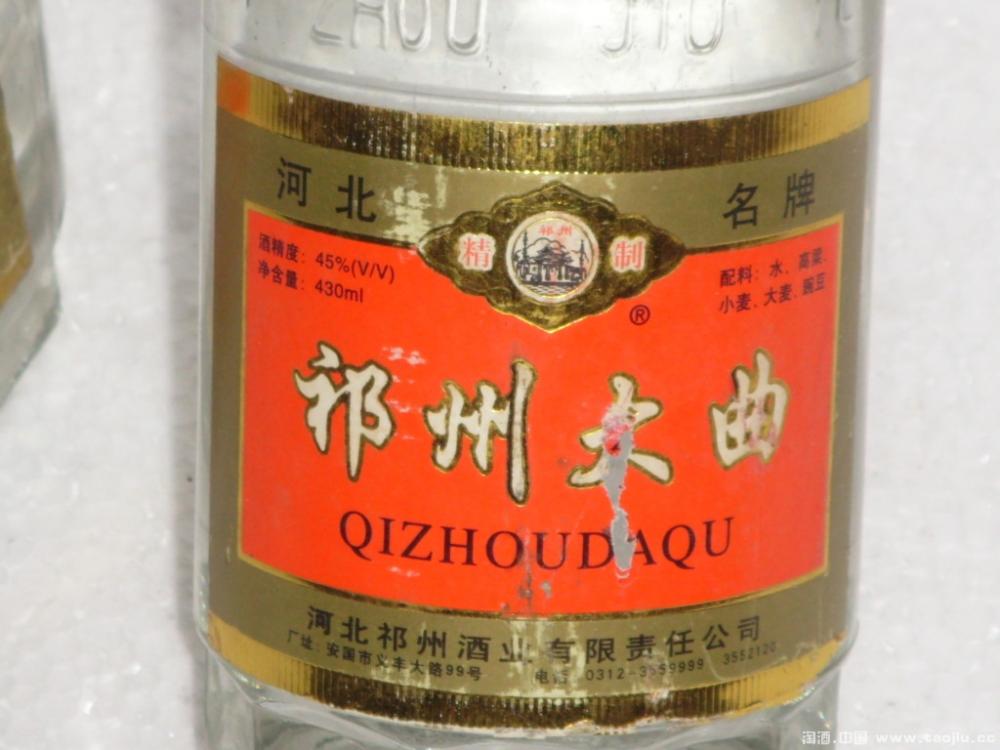 ZHOU JIU
河北 名牌
祁州
精 制
酒精度：45%(V/V)
净含量：430ml
配料：水、高粱、
小麦、大麦、豌豆
®
祁州大曲
QIZHOUDAQU
河北祁州酒业有限责任公司
厂址：安国市义丰大路99号 电话：0312-3559999 3552120
淘酒.中国 www.taojiu.cc